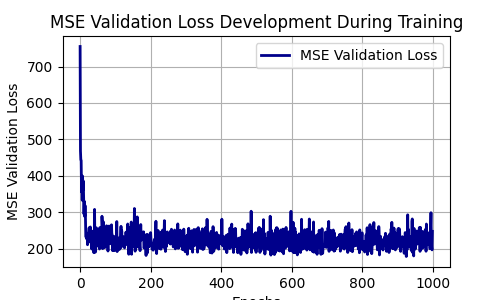 MSE Validation Loss Development During Training
MSE Validation Loss
MSE Validation Loss
700
600
500
400
300
200
0 200 400 600 800 1000
Epochs